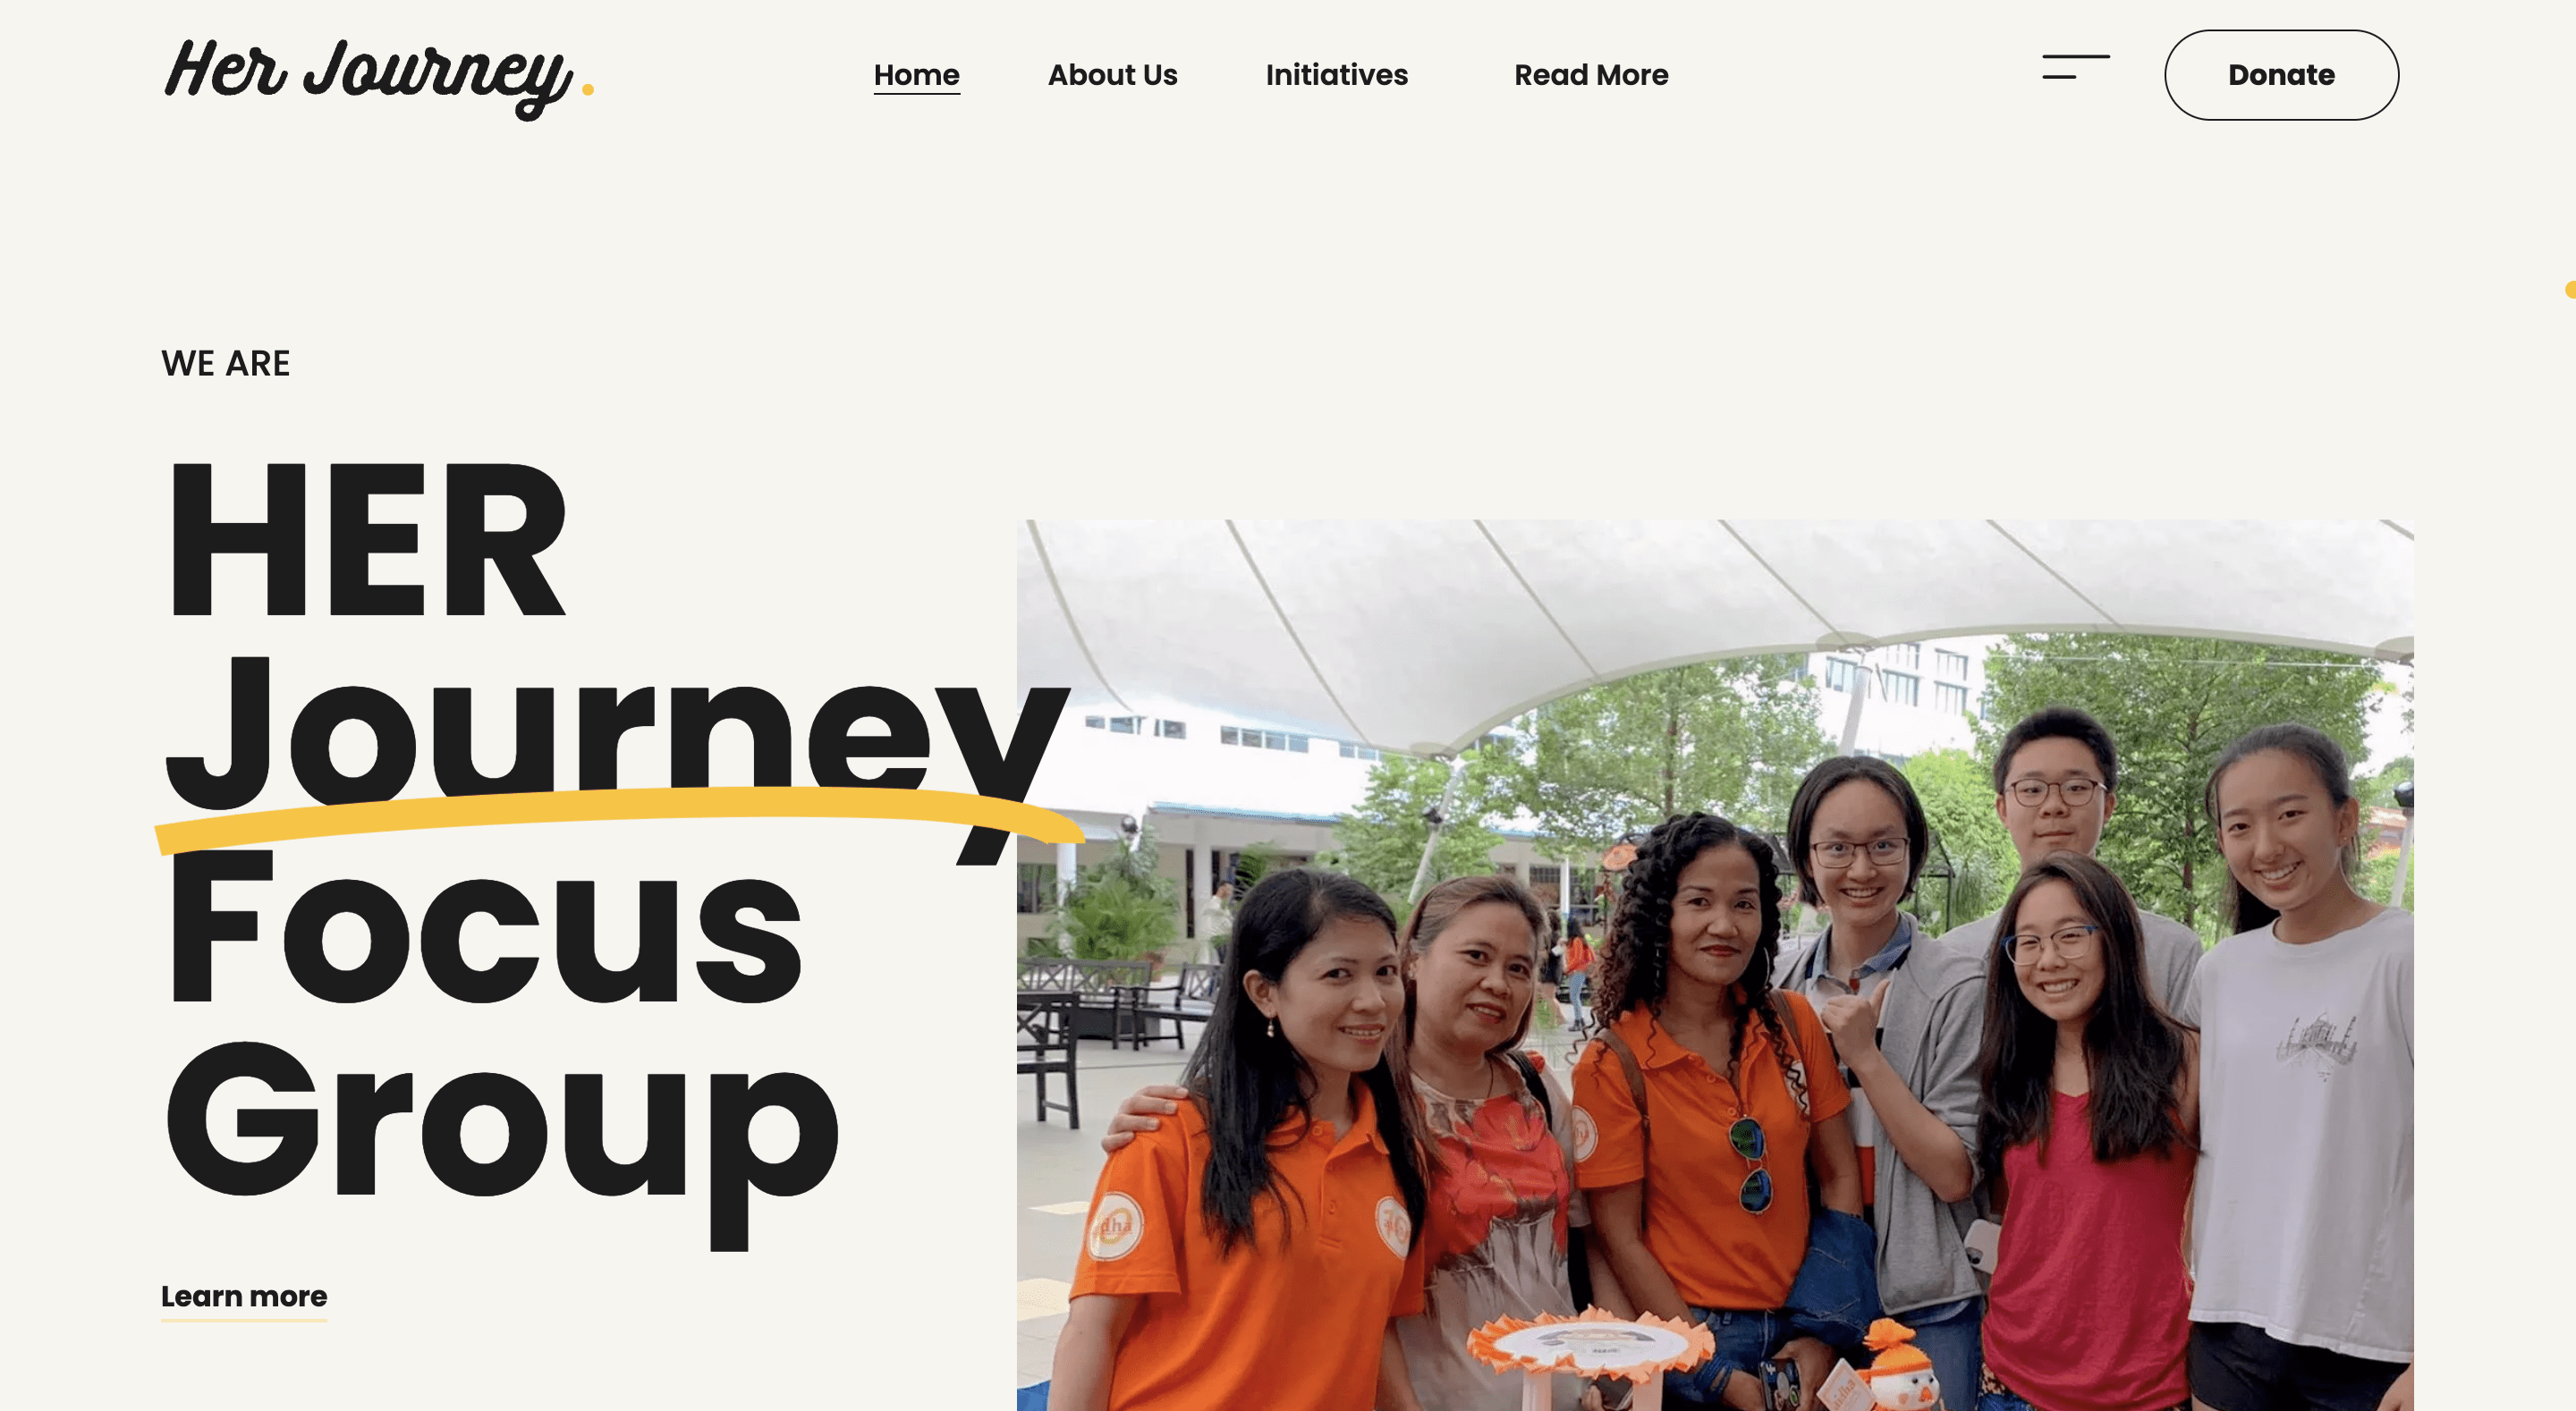 Her Journey.
Home About Us Initiatives Read More Donate
WE ARE
HER
Journey
Focus
Group
Learn more